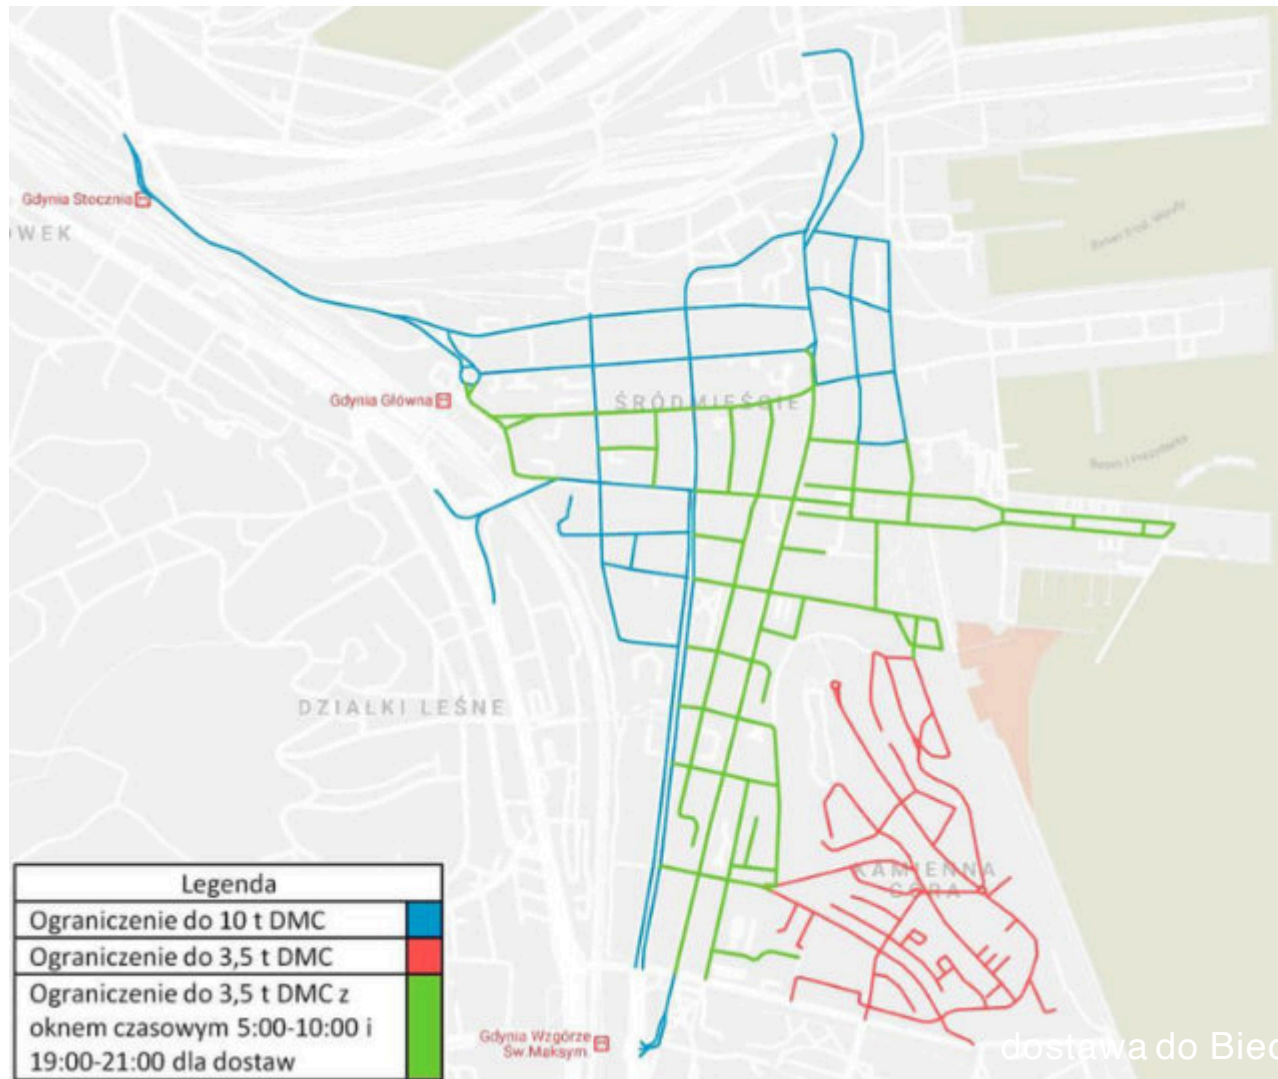 Gdynia Stocznia
OWEK
Gdynia Główna
ŚRÓDMIEŚCIE
DZIAŁKI LEŚNE
KAMIENNA
GÓRA
Legenda
Ograniczenie do 10 t DMC
Ograniczenie do 3,5 t DMC
Ograniczenie do 3,5 t DMC z
oknem czasowym 5:00-10:00 i
19:00-21:00 dla dostaw
Gdynia Wzgórze
Św.Maksym.
dostawa do Bied